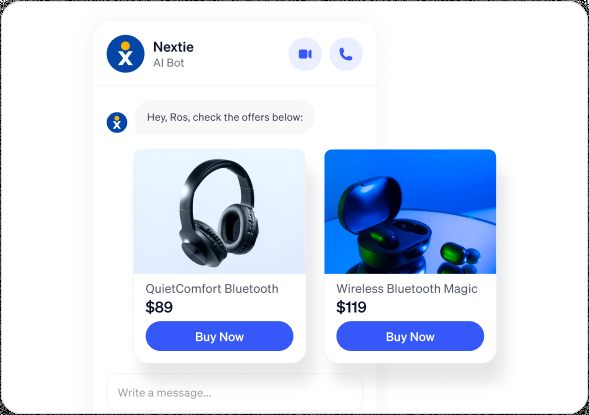 Nextie
AI Bot
Hey, Ros, check the offers below:
QuietComfort Bluetooth
$89
Buy Now
Wireless Bluetooth Magic
$119
Buy Now
Write a message...